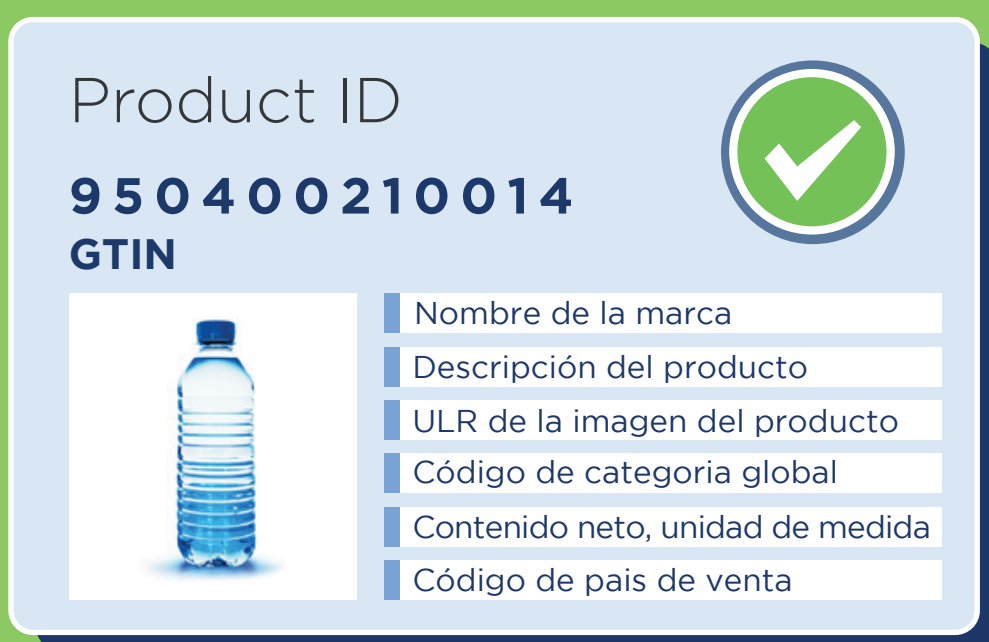 Product ID
950400210014
GTIN
Nombre de la marca
Descripción del producto
ULR de la imagen del producto
Código de categoria global
Contenido neto, unidad de medida
Código de pais de venta